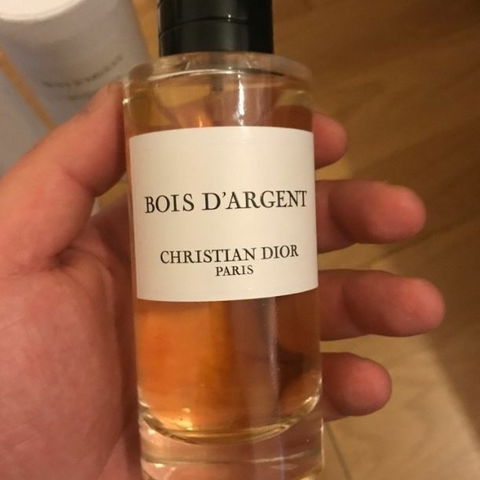 BOIS D'ARGENT
CHRISTIAN DIOR
PARIS